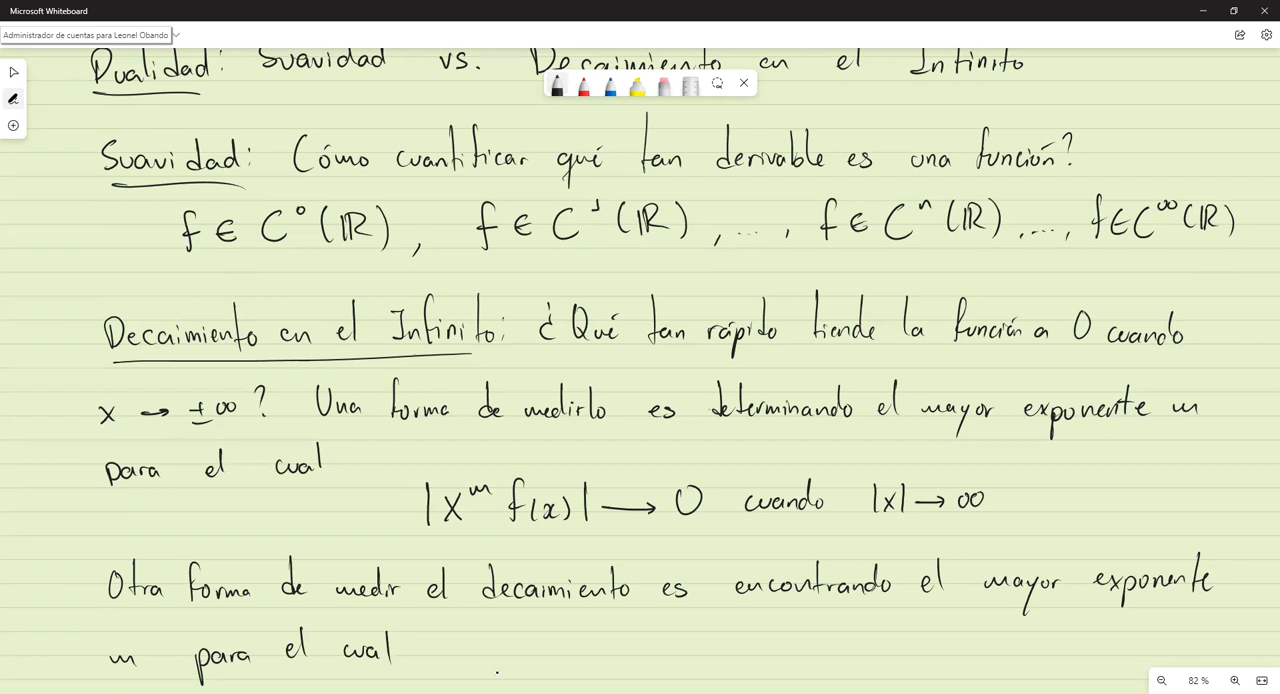 Microsoft Whiteboard
Administrador de cuentas para Leonel Obando
Dualidad: Suavidad vs. Decaimiento en el Infinito
Suavidad: Cómo cuantificar qué tan derivable es una función?
f ∈ C⁰(ℝ), f ∈ C¹(ℝ), ..., f ∈ Cⁿ(ℝ), ..., f ∈ C^∞(ℝ)
Decaimiento en el Infinito: ¿Qué tan rápido tiende la función a 0 cuando
x → ±∞? Una forma de medirlo es determinando el mayor exponente m
para el cual
|x^m f(x)| → 0 cuando |x| → ∞
Otra forma de medir el decaimiento es encontrando el mayor exponente
m para el cual
82 %